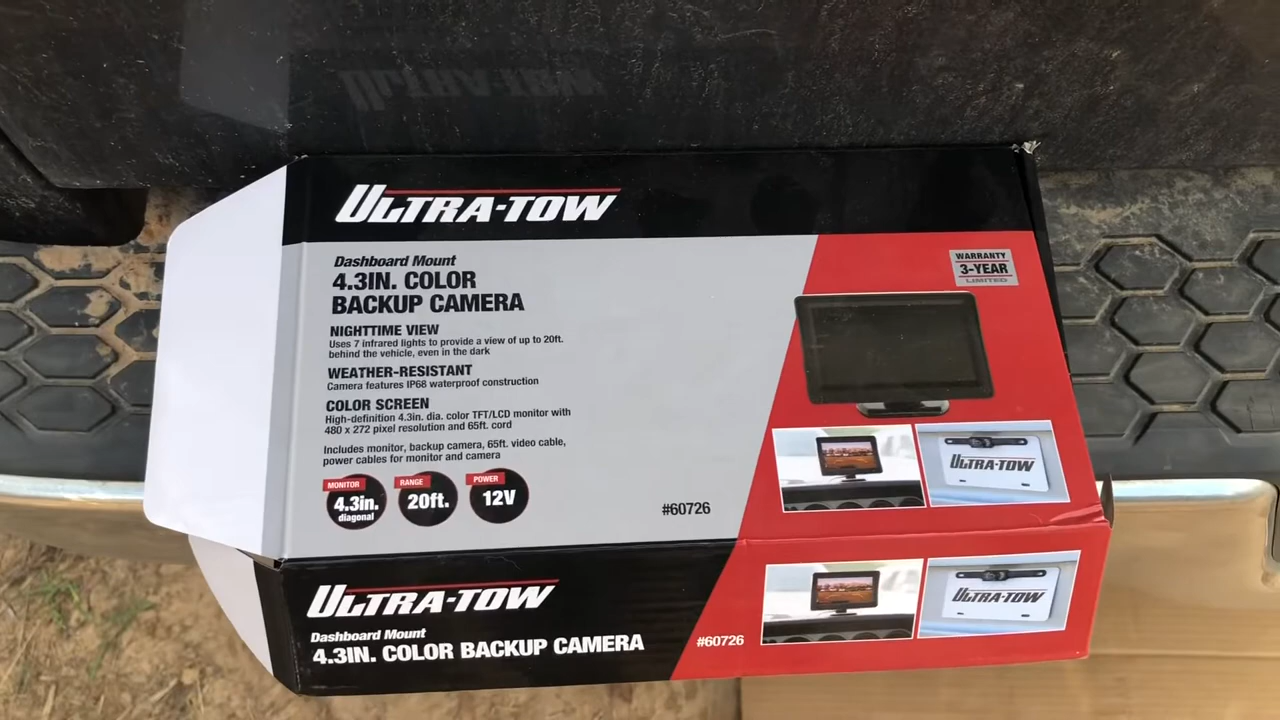 ULTRA-TOW
Dashboard Mount
4.3IN. COLOR
BACKUP CAMERA
NIGHTTIME VIEW
Uses 7 infrared lights to provide a view of up to 20ft.
behind the vehicle, even in the dark
WEATHER-RESISTANT
Camera features IP68 waterproof construction
COLOR SCREEN
High-definition 4.3in. dia. color TFT/LCD monitor with
480 x 272 pixel resolution and 65ft. cord
Includes monitor, backup camera, 65ft. video cable,
power cables for monitor and camera
MONITOR
4.3in.
diagonal
RANGE
20ft.
POWER
12V
#60726
WARRANTY
3-YEAR
LIMITED
ULTRA-TOW
ULTRA-TOW
Dashboard Mount
4.3IN. COLOR BACKUP CAMERA
#60726
ULTRA-TOW